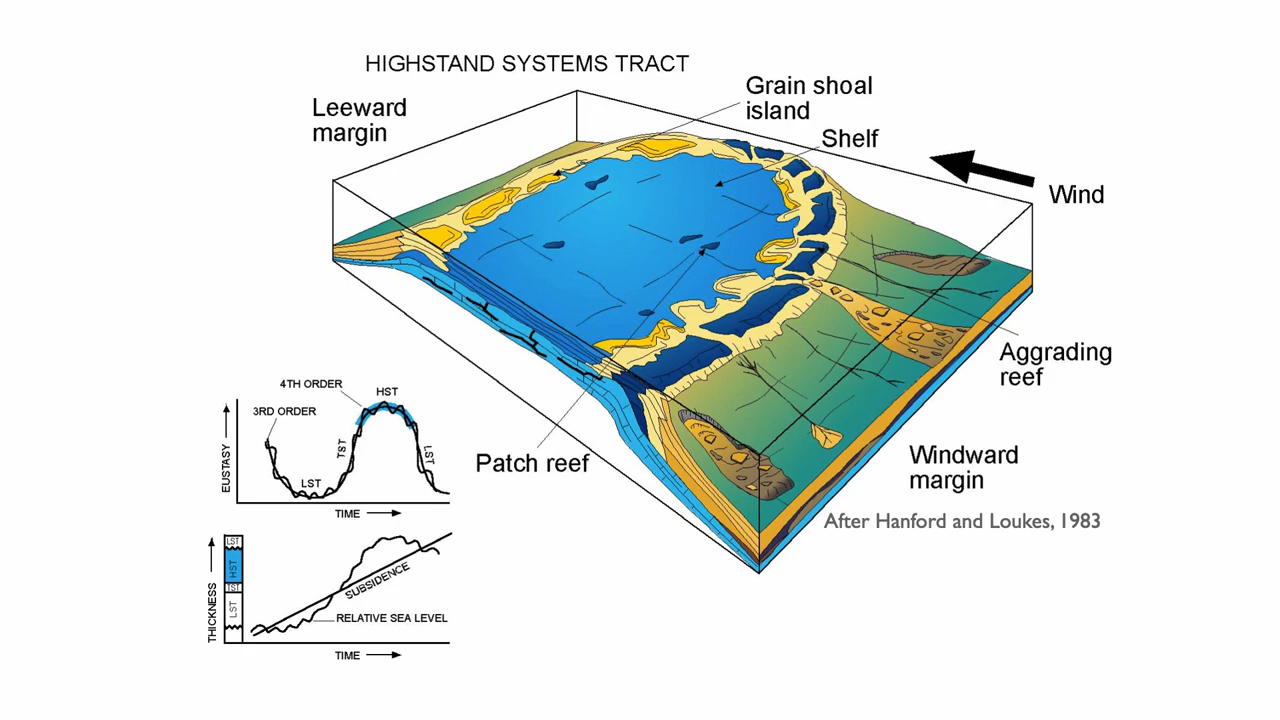 HIGHSTAND SYSTEMS TRACT
Leeward
margin
Grain shoal
island
Shelf
Wind
Aggrading
reef
Patch reef
Windward
margin
After Hanford and Loukes, 1983
4TH ORDER
HST
3RD ORDER
TST
LST
LST
EUSTASY
TIME
LST
HST
TST
LST
THICKNESS
SUBSIDENCE
RELATIVE SEA LEVEL
TIME